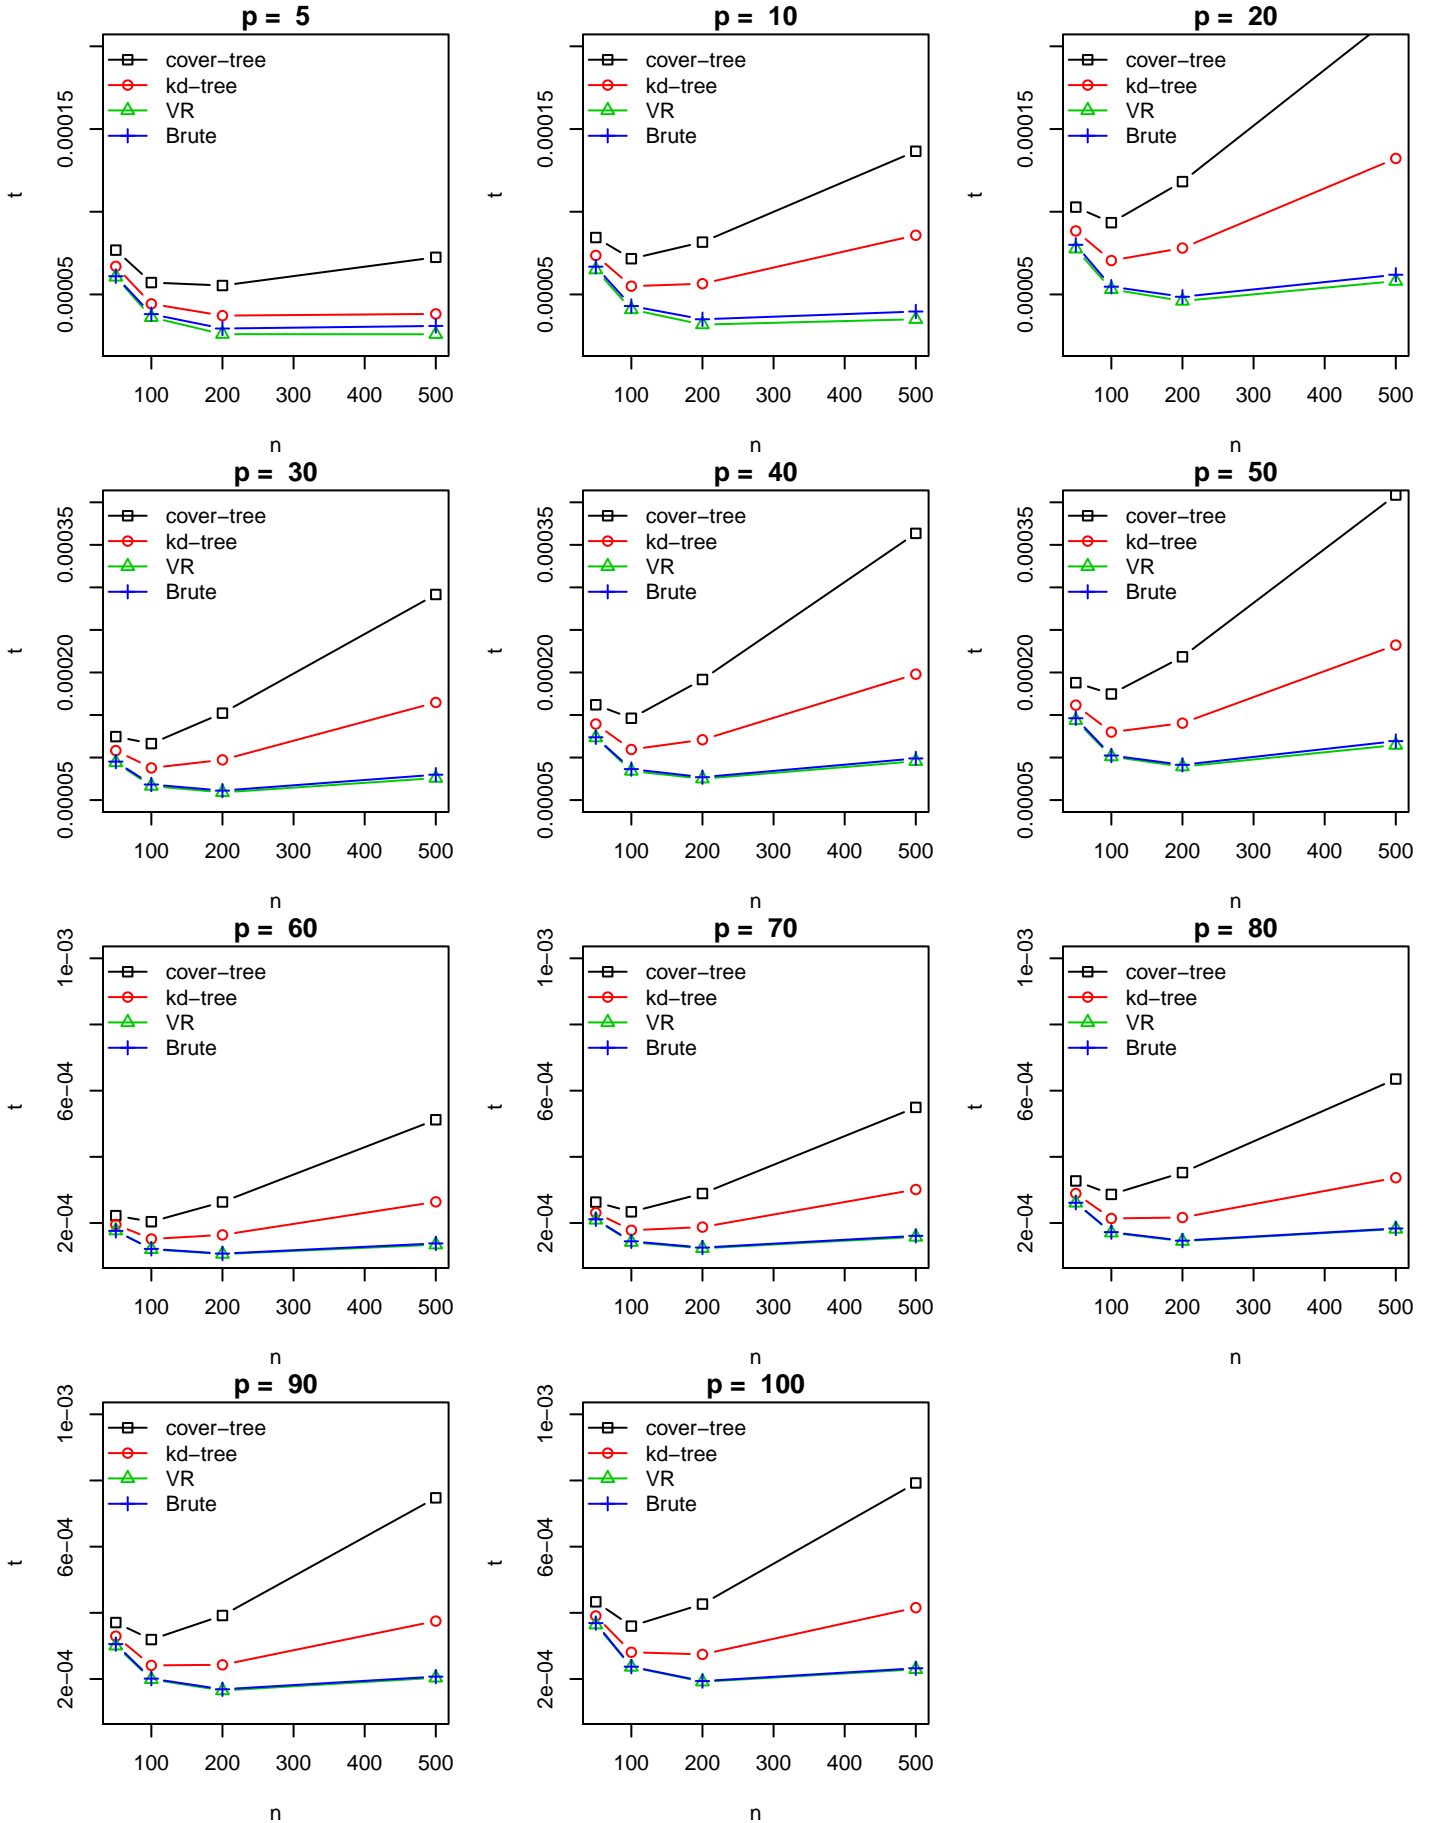 p = 5
cover-tree
kd-tree
VR
Brute
0.00005 0.00015
t
100 200 300 400 500
n
p = 10
cover-tree
kd-tree
VR
Brute
0.00005 0.00015
t
100 200 300 400 500
n
p = 20
cover-tree
kd-tree
VR
Brute
0.00005 0.00015
t
100 200 300 400 500
n
p = 30
cover-tree
kd-tree
VR
Brute
0.00005 0.00020 0.00035
t
100 200 300 400 500
n
p = 40
cover-tree
kd-tree
VR
Brute
0.00005 0.00020 0.00035
t
100 200 300 400 500
n
p = 50
cover-tree
kd-tree
VR
Brute
0.00005 0.00020 0.00035
t
100 200 300 400 500
n
p = 60
cover-tree
kd-tree
VR
Brute
2e-04 6e-04 1e-03
t
100 200 300 400 500
n
p = 70
cover-tree
kd-tree
VR
Brute
2e-04 6e-04 1e-03
t
100 200 300 400 500
n
p = 80
cover-tree
kd-tree
VR
Brute
2e-04 6e-04 1e-03
t
100 200 300 400 500
n
p = 90
cover-tree
kd-tree
VR
Brute
2e-04 6e-04 1e-03
t
100 200 300 400 500
n
p = 100
cover-tree
kd-tree
VR
Brute
2e-04 6e-04 1e-03
t
100 200 300 400 500
n